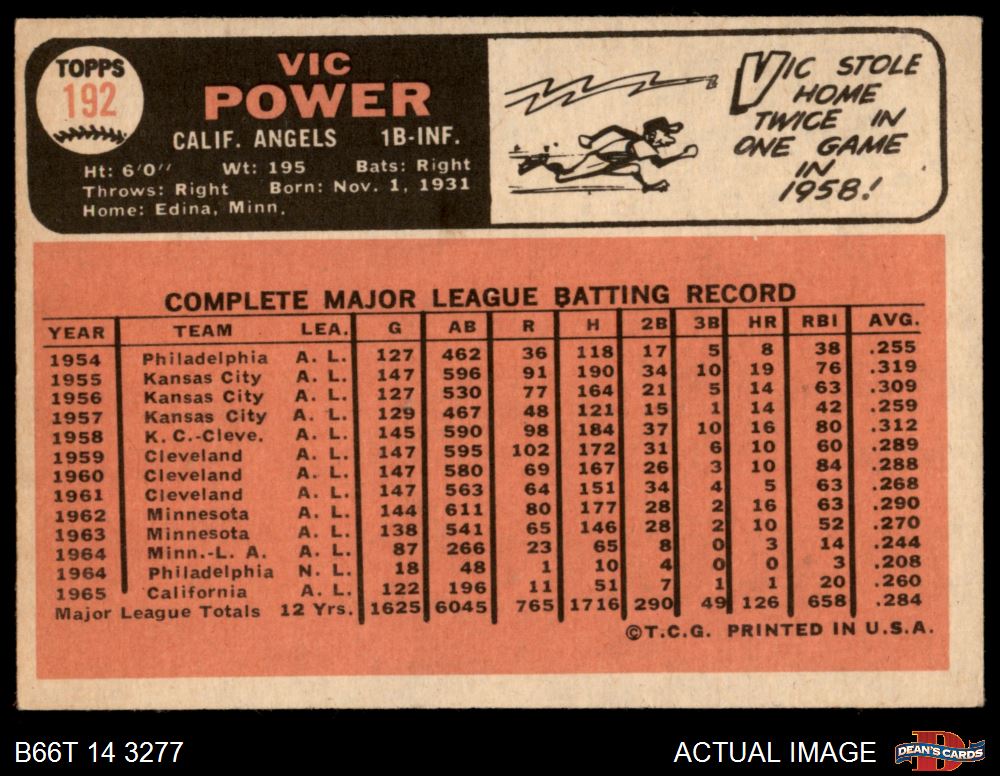 TOPPS
192
VIC
POWER
CALIF. ANGELS 1B-INF.
Ht: 6'0" Wt: 195 Bats: Right
Throws: Right Born: Nov. 1, 1931
Home: Edina, Minn.
VIC STOLE
HOME
TWICE IN
ONE GAME
IN
1958!
COMPLETE MAJOR LEAGUE BATTING RECORD
YEAR TEAM LEA. G AB R H 2B 3B HR RBI AVG.
1954 Philadelphia A. L. 127 462 36 118 17 5 8 38 .255
1955 Kansas City A. L. 147 596 91 190 34 10 19 76 .319
1956 Kansas City A. L. 127 530 77 164 21 5 14 63 .309
1957 Kansas City A. L. 129 467 48 121 15 1 14 42 .259
1958 K. C.-Cleve. A. L. 145 590 98 184 37 10 16 80 .312
1959 Cleveland A. L. 147 595 102 172 31 6 10 60 .289
1960 Cleveland A. L. 147 580 69 167 26 3 10 84 .288
1961 Cleveland A. L. 147 563 64 151 34 4 5 63 .268
1962 Minnesota A. L. 144 611 80 177 28 2 16 63 .290
1963 Minnesota A. L. 138 541 65 146 28 2 10 52 .270
1964 Minn.-L. A. A. L. 87 266 23 65 8 0 3 14 .244
1964 Philadelphia N. L. 18 48 1 10 4 0 0 3 .208
1965 California A. L. 122 196 11 51 7 1 1 20 .260
Major League Totals 12 Yrs. 1625 6045 765 1716 290 49 126 658 .284
©T.C.G. PRINTED IN U.S.A.
B66T 14 3277
ACTUAL IMAGE
DEAN'S CARDS